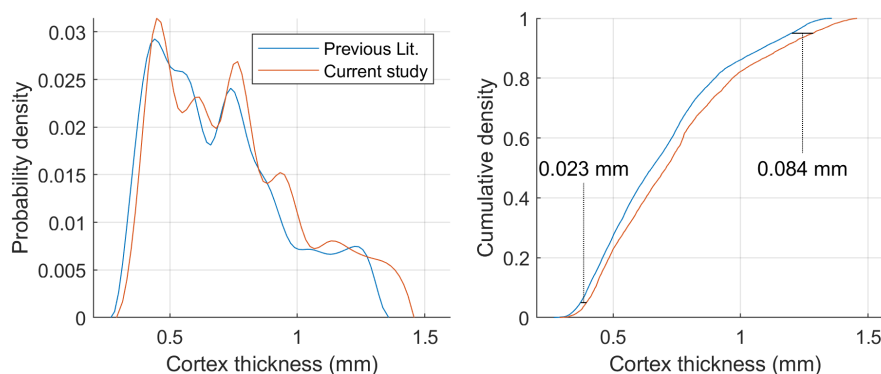 Probability density
0.03
0.025
0.02
0.015
0.01
0.005
0
0.5
1
1.5
Cortex thickness (mm)
Previous Lit.
Current study
Cumulative density
1
0.8
0.6
0.4
0.2
0
0.5
1
1.5
Cortex thickness (mm)
0.023 mm
0.084 mm